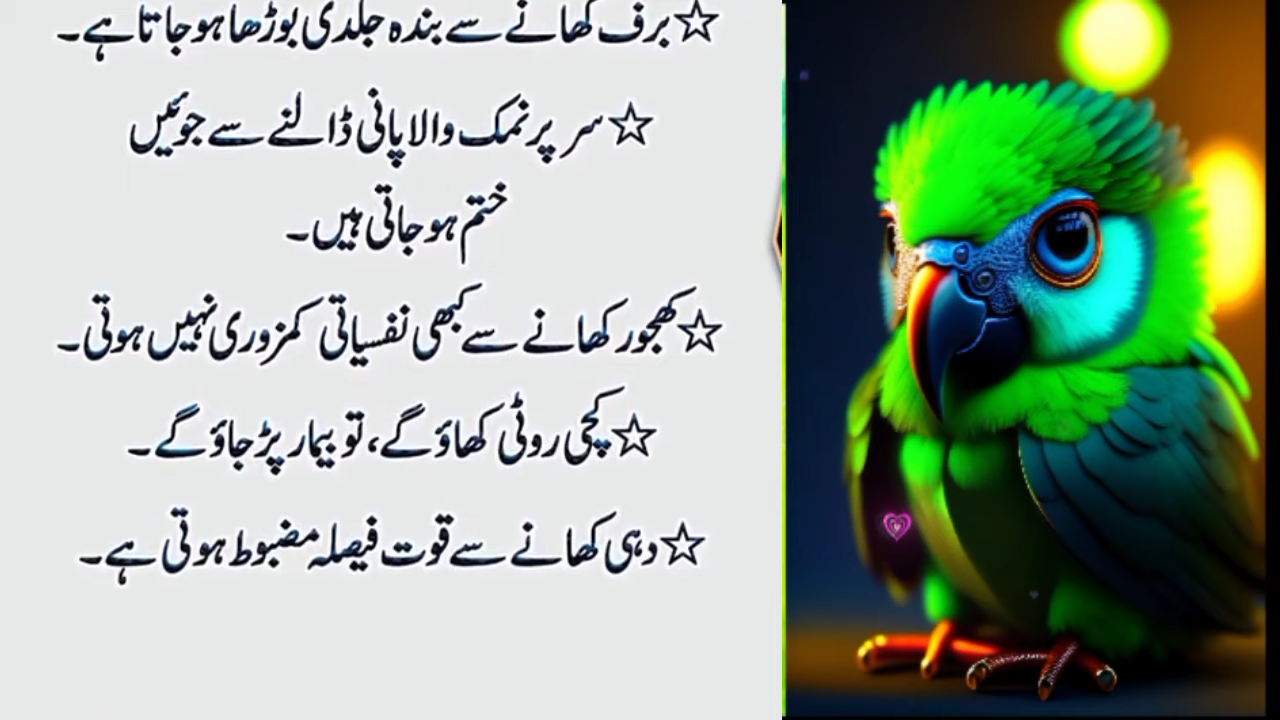 ☆برف کھانے سے بندہ جلدی بوڑھا ہو جاتا ہے۔
☆سر پر نمک والا پانی ڈالنے سے جوئیں
ختم ہو جاتی ہیں۔
☆کھجور کھانے سے کبھی نفسیاتی کمزوری نہیں ہوتی۔
☆کچی روٹی کھاؤ گے، تو بیمار پڑ جاؤ گے۔
☆دہی کھانے سے قوت فیصلہ مضبوط ہوتی ہے۔